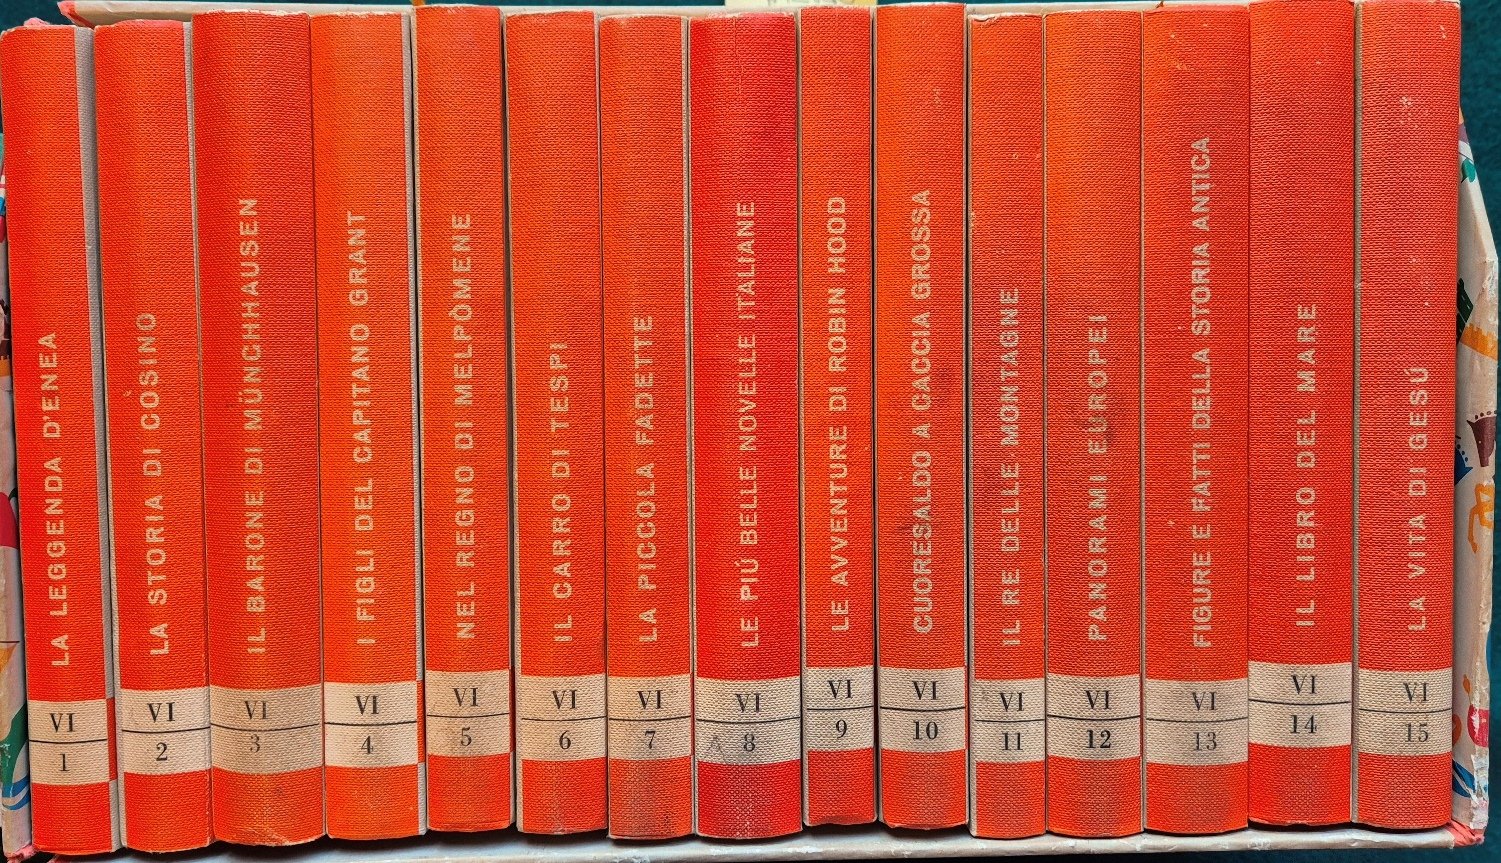 LA LEGGENDA D'ENEA
VI
1
LA STORIA DI COSINO
VI
2
IL BARONE DI MÜNCHHAUSEN
VI
3
I FIGLI DEL CAPITANO GRANT
VI
4
NEL REGNO DI MELPÒMENE
VI
5
IL CARRO DI TESPI
VI
6
LA PICCOLA FADETTE
VI
7
LE PIÚ BELLE NOVELLE ITALIANE
VI
8
LE AVVENTURE DI ROBIN HOOD
VI
9
CUORESALDO A CACCIA GROSSA
VI
10
IL RE DELLE MONTAGNE
VI
11
PANORAMI EUROPEI
VI
12
FIGURE E FATTI DELLA STORIA ANTICA
VI
13
IL LIBRO DEL MARE
VI
14
LA VITA DI GESÚ
VI
15